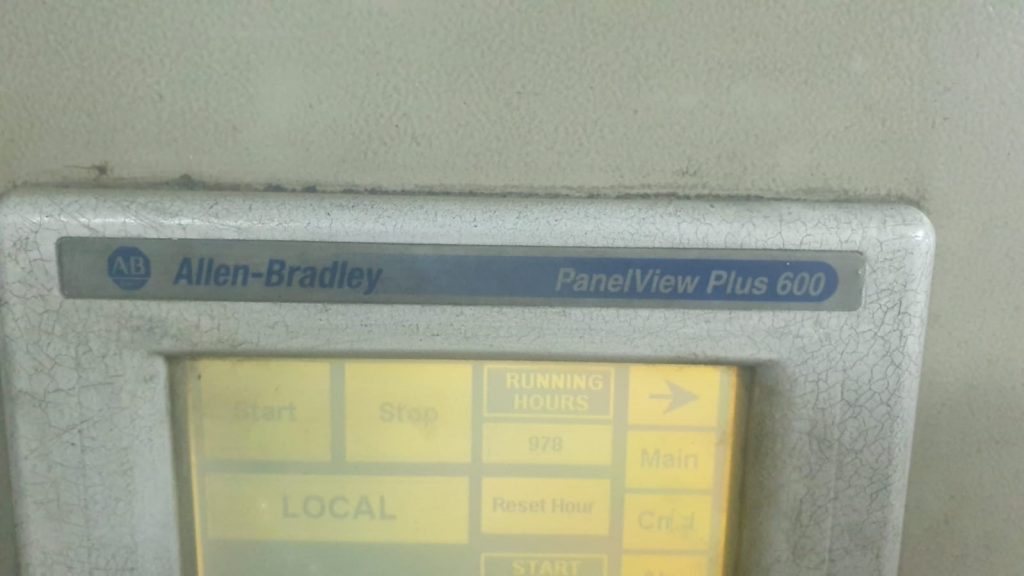 AB Allen-Bradley PanelView Plus 600
Start
Stop
RUNNING
HOURS
978
LOCAL
Reset Hour
Main
START